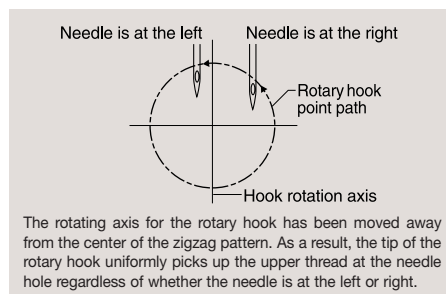 Needle is at the left
Needle is at the right
Rotary hook
point path
Hook rotation axis
The rotating axis for the rotary hook has been moved away
from the center of the zigzag pattern. As a result, the tip of the
rotary hook uniformly picks up the upper thread at the needle
hole regardless of whether the needle is at the left or right.